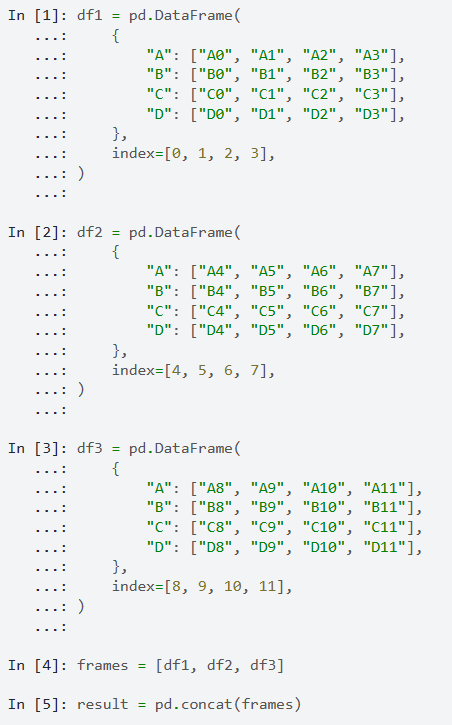 In [1]: df1 = pd.DataFrame(
   ...:     {
   ...:         "A": ["A0", "A1", "A2", "A3"],
   ...:         "B": ["B0", "B1", "B2", "B3"],
   ...:         "C": ["C0", "C1", "C2", "C3"],
   ...:         "D": ["D0", "D1", "D2", "D3"],
   ...:     },
   ...:     index=[0, 1, 2, 3],
   ...: )
   ...:
In [2]: df2 = pd.DataFrame(
   ...:     {
   ...:         "A": ["A4", "A5", "A6", "A7"],
   ...:         "B": ["B4", "B5", "B6", "B7"],
   ...:         "C": ["C4", "C5", "C6", "C7"],
   ...:         "D": ["D4", "D5", "D6", "D7"],
   ...:     },
   ...:     index=[4, 5, 6, 7],
   ...: )
   ...:
In [3]: df3 = pd.DataFrame(
   ...:     {
   ...:         "A": ["A8", "A9", "A10", "A11"],
   ...:         "B": ["B8", "B9", "B10", "B11"],
   ...:         "C": ["C8", "C9", "C10", "C11"],
   ...:         "D": ["D8", "D9", "D10", "D11"],
   ...:     },
   ...:     index=[8, 9, 10, 11],
   ...: )
   ...:
In [4]: frames = [df1, df2, df3]
In [5]: result = pd.concat(frames)